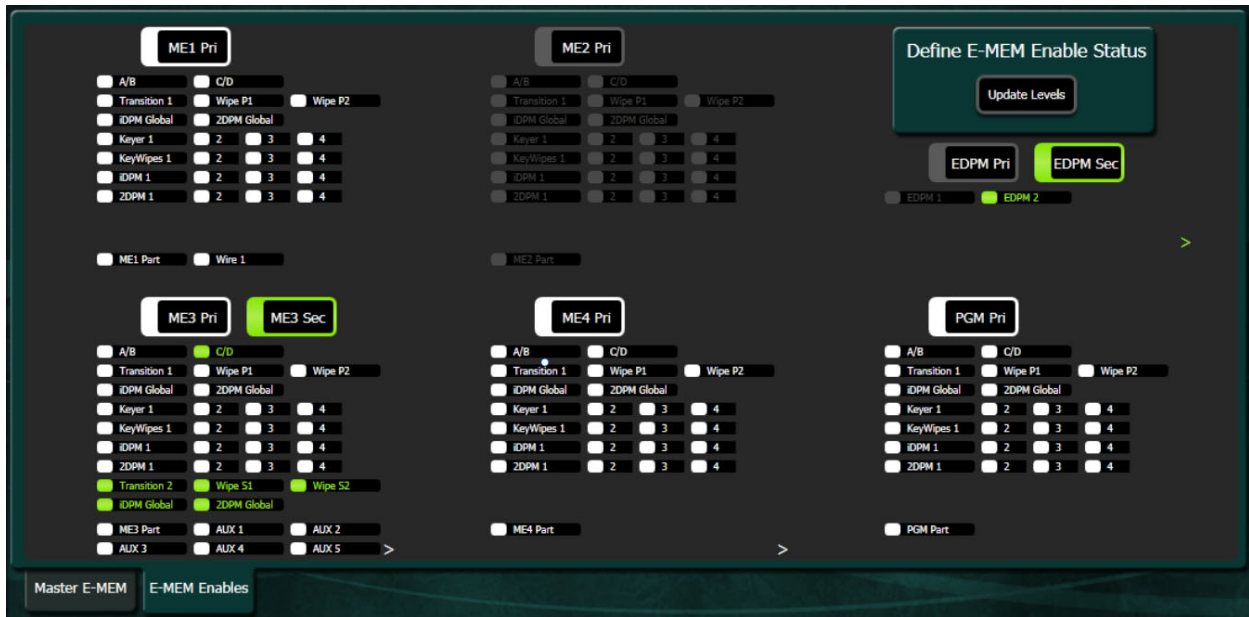 ME1 Pri
A/B C/D
Transition 1 Wipe P1 Wipe P2
iDPM Global 2DPM Global
Keyer 1 2 3 4
KeyWipes 1 2 3 4
iDPM 1 2 3 4
2DPM 1 2 3 4
ME1 Part Wire 1
ME2 Pri
A/B C/D
Transition 1 Wipe P1 Wipe P2
iDPM Global 2DPM Global
Keyer 1 2 3 4
KeyWipes 1 2 3 4
iDPM 1 2 3 4
2DPM 1 2 3 4
ME2 Part
Define E-MEM Enable Status
Update Levels
EDPM Pri EDPM Sec
EDPM 1 EDPM 2
>
ME3 Pri ME3 Sec
A/B C/D
Transition 1 Wipe P1 Wipe P2
iDPM Global 2DPM Global
Keyer 1 2 3 4
KeyWipes 1 2 3 4
iDPM 1 2 3 4
2DPM 1 2 3 4
Transition 2 Wipe S1 Wipe S2
iDPM Global 2DPM Global
ME3 Part AUX 1 AUX 2
AUX 3 AUX 4 AUX 5 >
ME4 Pri
A/B C/D
Transition 1 Wipe P1 Wipe P2
iDPM Global 2DPM Global
Keyer 1 2 3 4
KeyWipes 1 2 3 4
iDPM 1 2 3 4
2DPM 1 2 3 4
ME4 Part
>
PGM Pri
A/B C/D
Transition 1 Wipe P1 Wipe P2
iDPM Global 2DPM Global
Keyer 1 2 3 4
KeyWipes 1 2 3 4
iDPM 1 2 3 4
2DPM 1 2 3 4
PGM Part
Master E-MEM E-MEM Enables